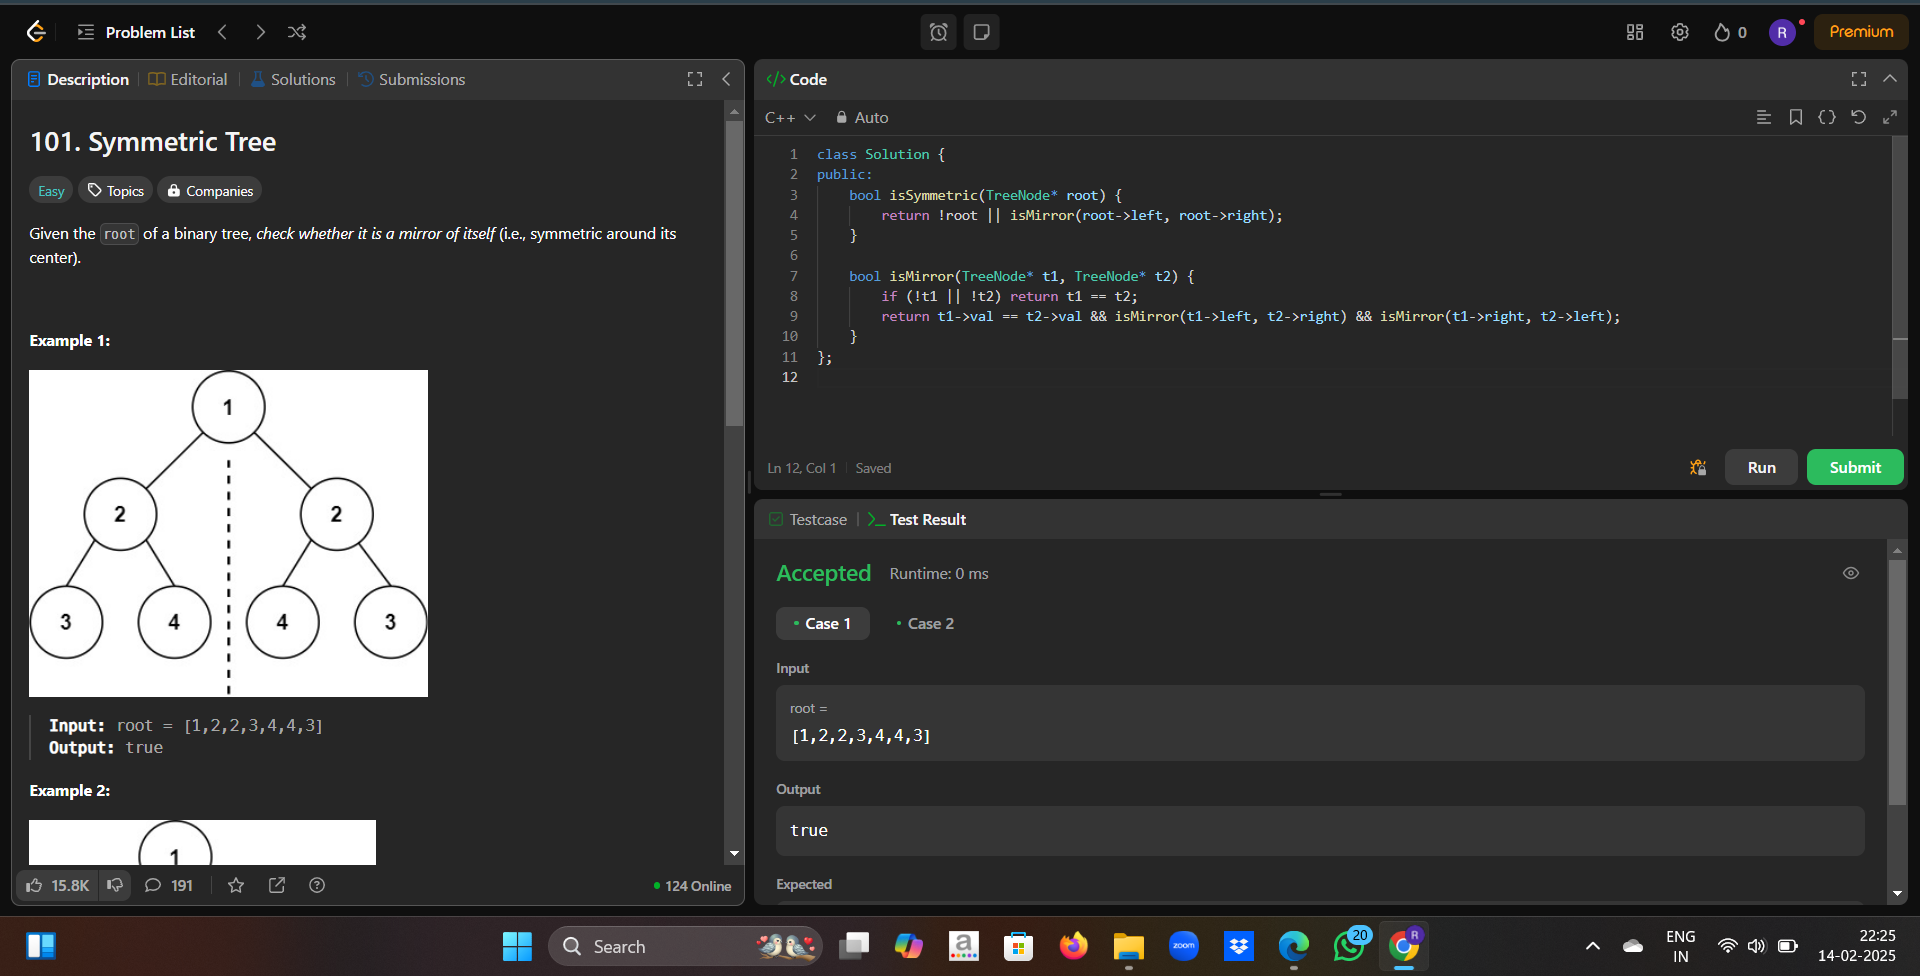 Problem List
0
R
Premium
Description
Editorial
Solutions
Submissions
101. Symmetric Tree
Easy
Topics
Companies
Given the root of a binary tree, check whether it is a mirror of itself (i.e., symmetric around its
center).
Example 1:
1
2 2
3 4 4 3
Input: root = [1,2,2,3,4,4,3]
Output: true
Example 2:
1
15.8K
191
124 Online
</> Code
C++
Auto
1 class Solution {
2 public:
3 bool isSymmetric(TreeNode* root) {
4 return !root || isMirror(root->left, root->right);
5 }
6
7 bool isMirror(TreeNode* t1, TreeNode* t2) {
8 if (!t1 || !t2) return t1 == t2;
9 return t1->val == t2->val && isMirror(t1->left, t2->right) && isMirror(t1->right, t2->left);
10 }
11 };
12
Ln 12, Col 1
Saved
Run
Submit
Testcase
>_ Test Result
Accepted
Runtime: 0 ms
Case 1
Case 2
Input
root =
[1,2,2,3,4,4,3]
Output
true
Expected
Search
a
zoom
20
R
ENG
IN
22:25
14-02-2025